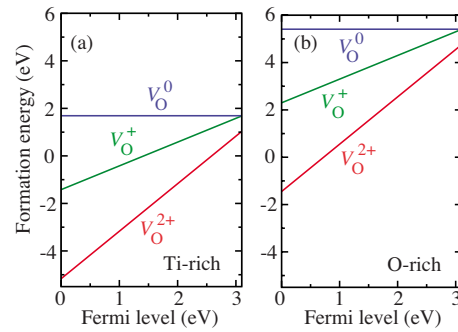 (a)
(b)
Formation energy (eV)
6
4
2
0
-2
-4
6
4
2
0
-2
-4
V_O^0
V_O^+
V_O^2+
V_O^0
V_O^+
V_O^2+
Ti-rich
O-rich
0 1 2 3
0 1 2 3
Fermi level (eV)
Fermi level (eV)